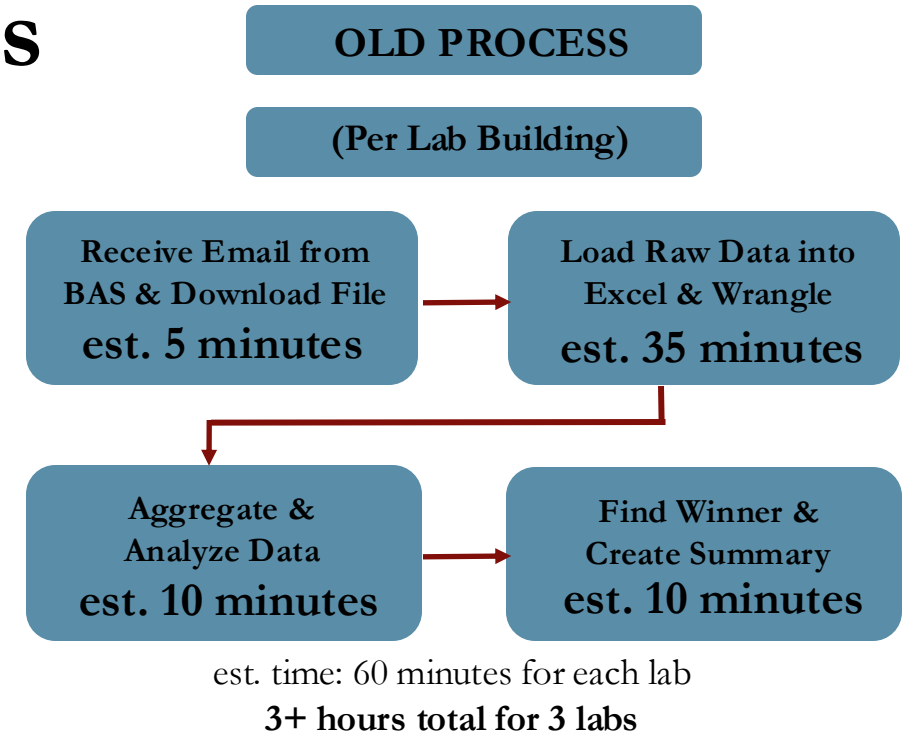 s
OLD PROCESS
(Per Lab Building)
Receive Email from
BAS & Download File
est. 5 minutes
Load Raw Data into
Excel & Wrangle
est. 35 minutes
Aggregate &
Analyze Data
est. 10 minutes
Find Winner &
Create Summary
est. 10 minutes
est. time: 60 minutes for each lab
3+ hours total for 3 labs